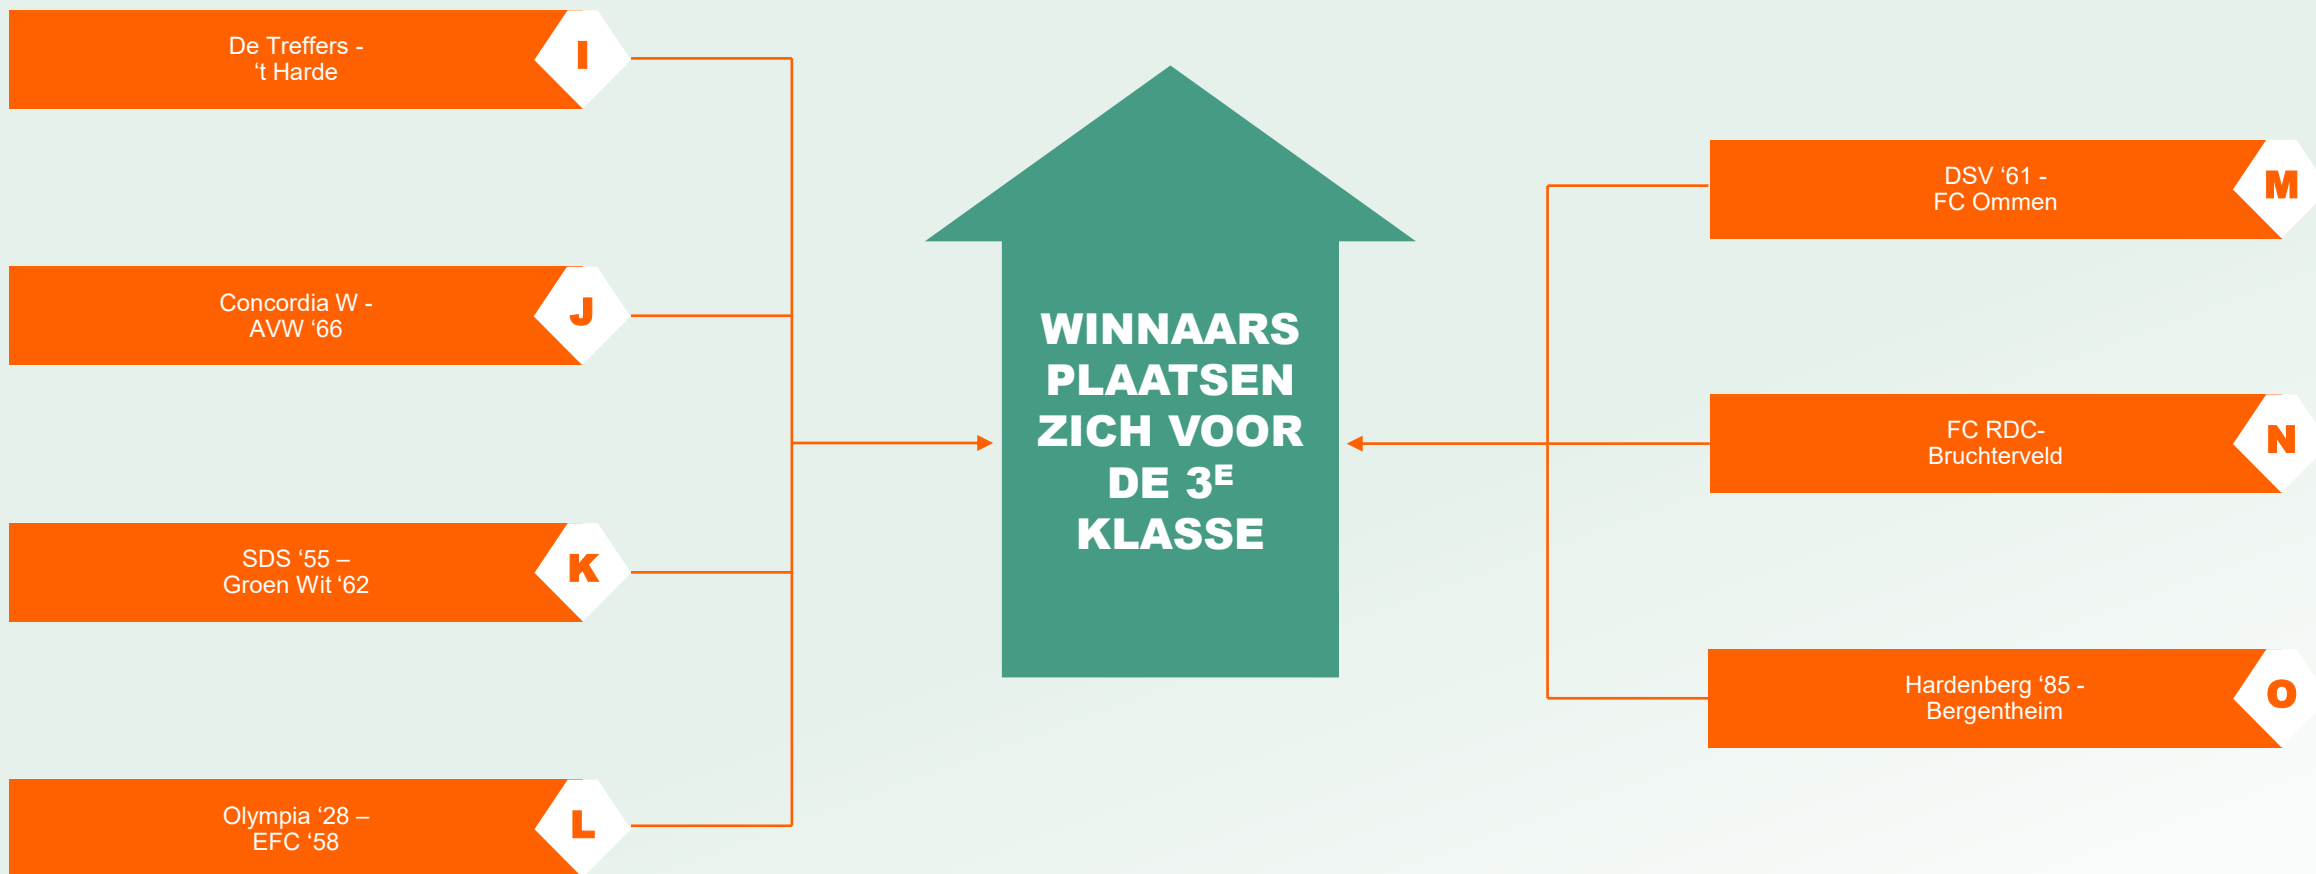 De Treffers -
‘t Harde
I
Concordia W -
AVW ‘66
J
SDS ‘55 –
Groen Wit ‘62
K
Olympia ‘28 –
EFC ‘58
L
WINNAARS
PLAATSEN
ZICH VOOR
DE 3E
KLASSE
DSV ‘61 -
FC Ommen
M
FC RDC-
Bruchterveld
N
Hardenberg ‘85 -
Bergentheim
O